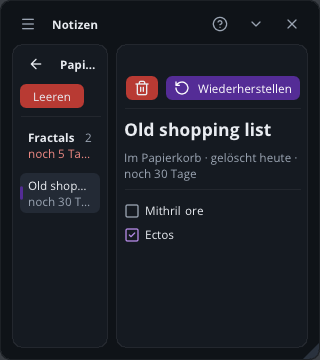 Notizen
Papi...
Leeren
Fractals 2
noch 5 Ta...
Old shop...
noch 30 T...
Wiederherstellen
Old shopping list
Im Papierkorb · gelöscht heute ·
noch 30 Tage
Mithril ore
Ectos